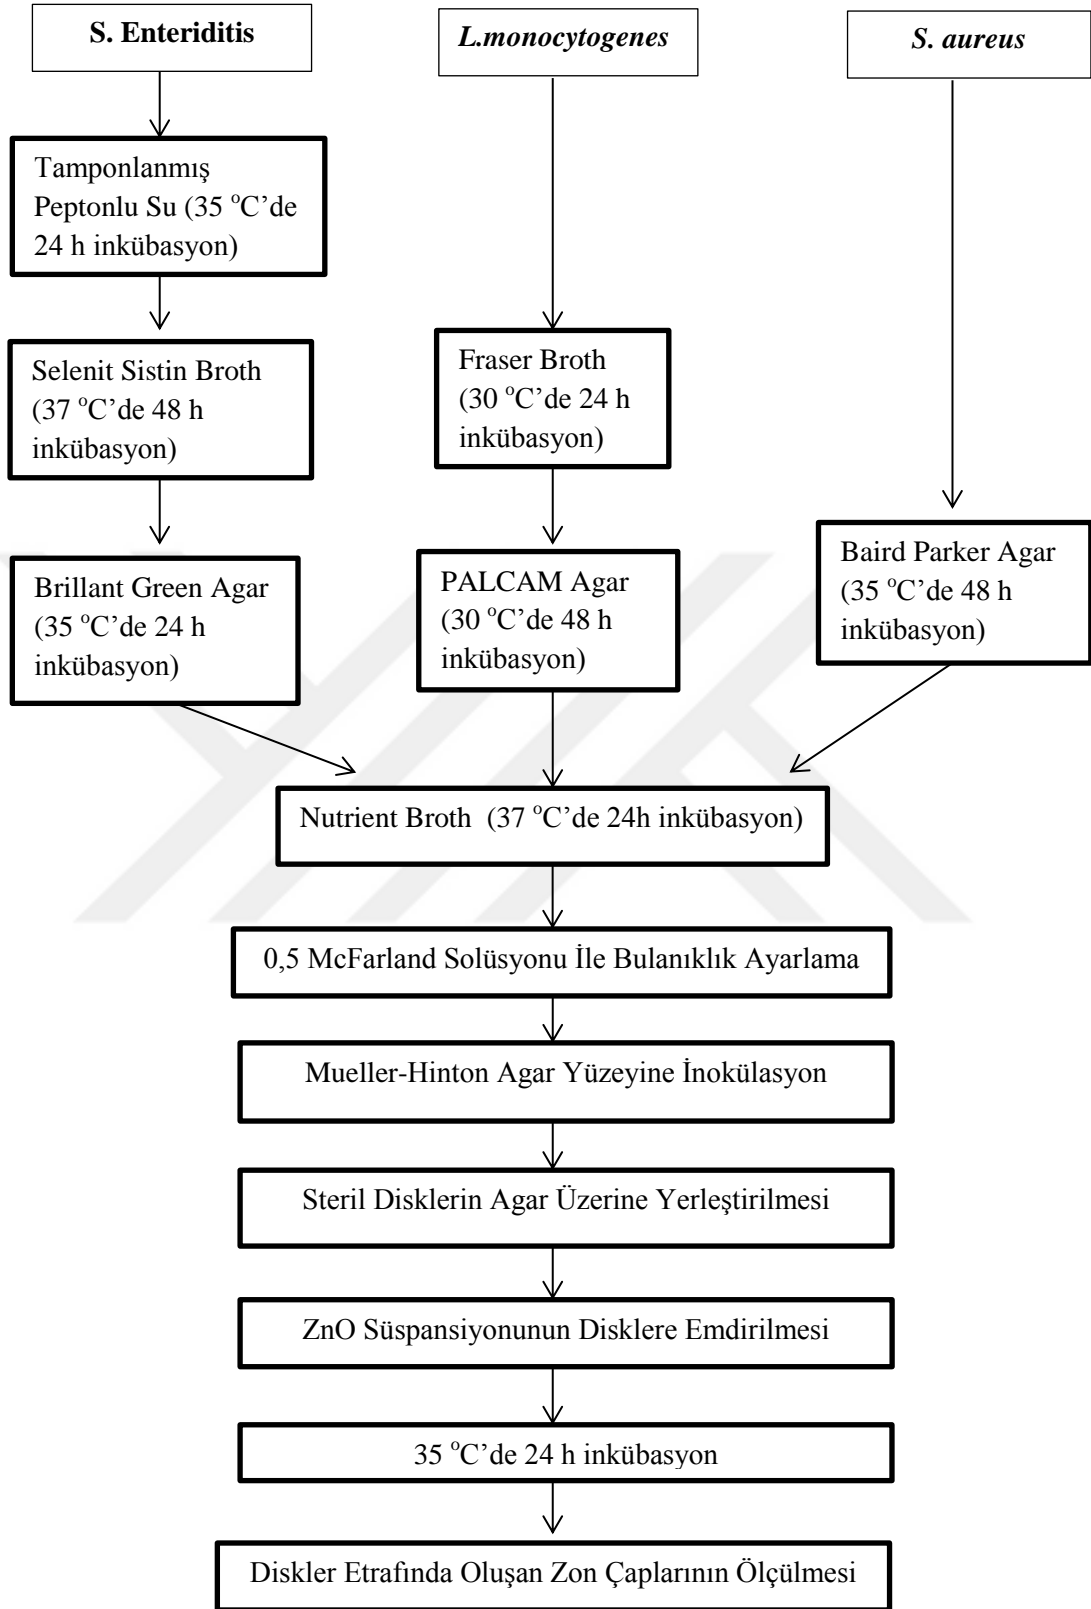 S. Enteriditis
L.monocytogenes
S. aureus
Tamponlanmış
Peptonlu Su (35 °C’de
24 h inkübasyon)
Selenit Sistin Broth
(37 °C’de 48 h
inkübasyon)
Fraser Broth
(30 °C’de 24 h
inkübasyon)
Brillant Green Agar
(35 °C’de 24 h
inkübasyon)
PALCAM Agar
(30 °C’de 48 h
inkübasyon)
Baird Parker Agar
(35 °C’de 48 h
inkübasyon)
Nutrient Broth (37 °C’de 24h inkübasyon)
0,5 McFarland Solüsyonu İle Bulanıklık Ayarlama
Mueller-Hinton Agar Yüzeyine İnokülasyon
Steril Disklerin Agar Üzerine Yerleştirilmesi
ZnO Süspansiyonunun Disklere Emdirilmesi
35 °C’de 24 h inkübasyon
Diskler Etrafında Oluşan Zon Çaplarının Ölçülmesi